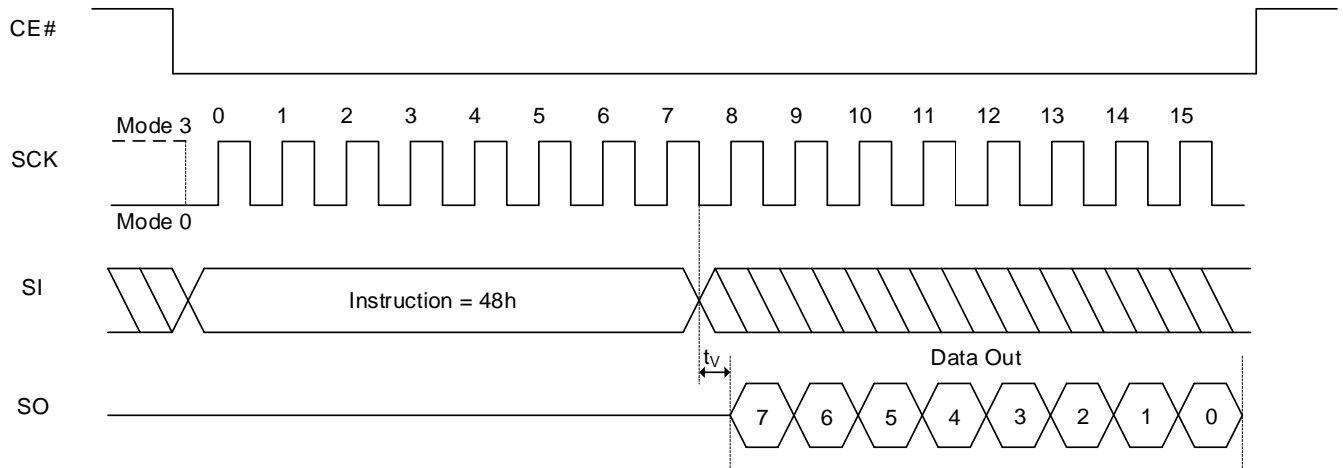 CE#
0 1 2 3 4 5 6 7 8 9 10 11 12 13 14 15
Mode 3
SCK
Mode 0
SI
Instruction = 48h
tV
Data Out
SO
7 6 5 4 3 2 1 0